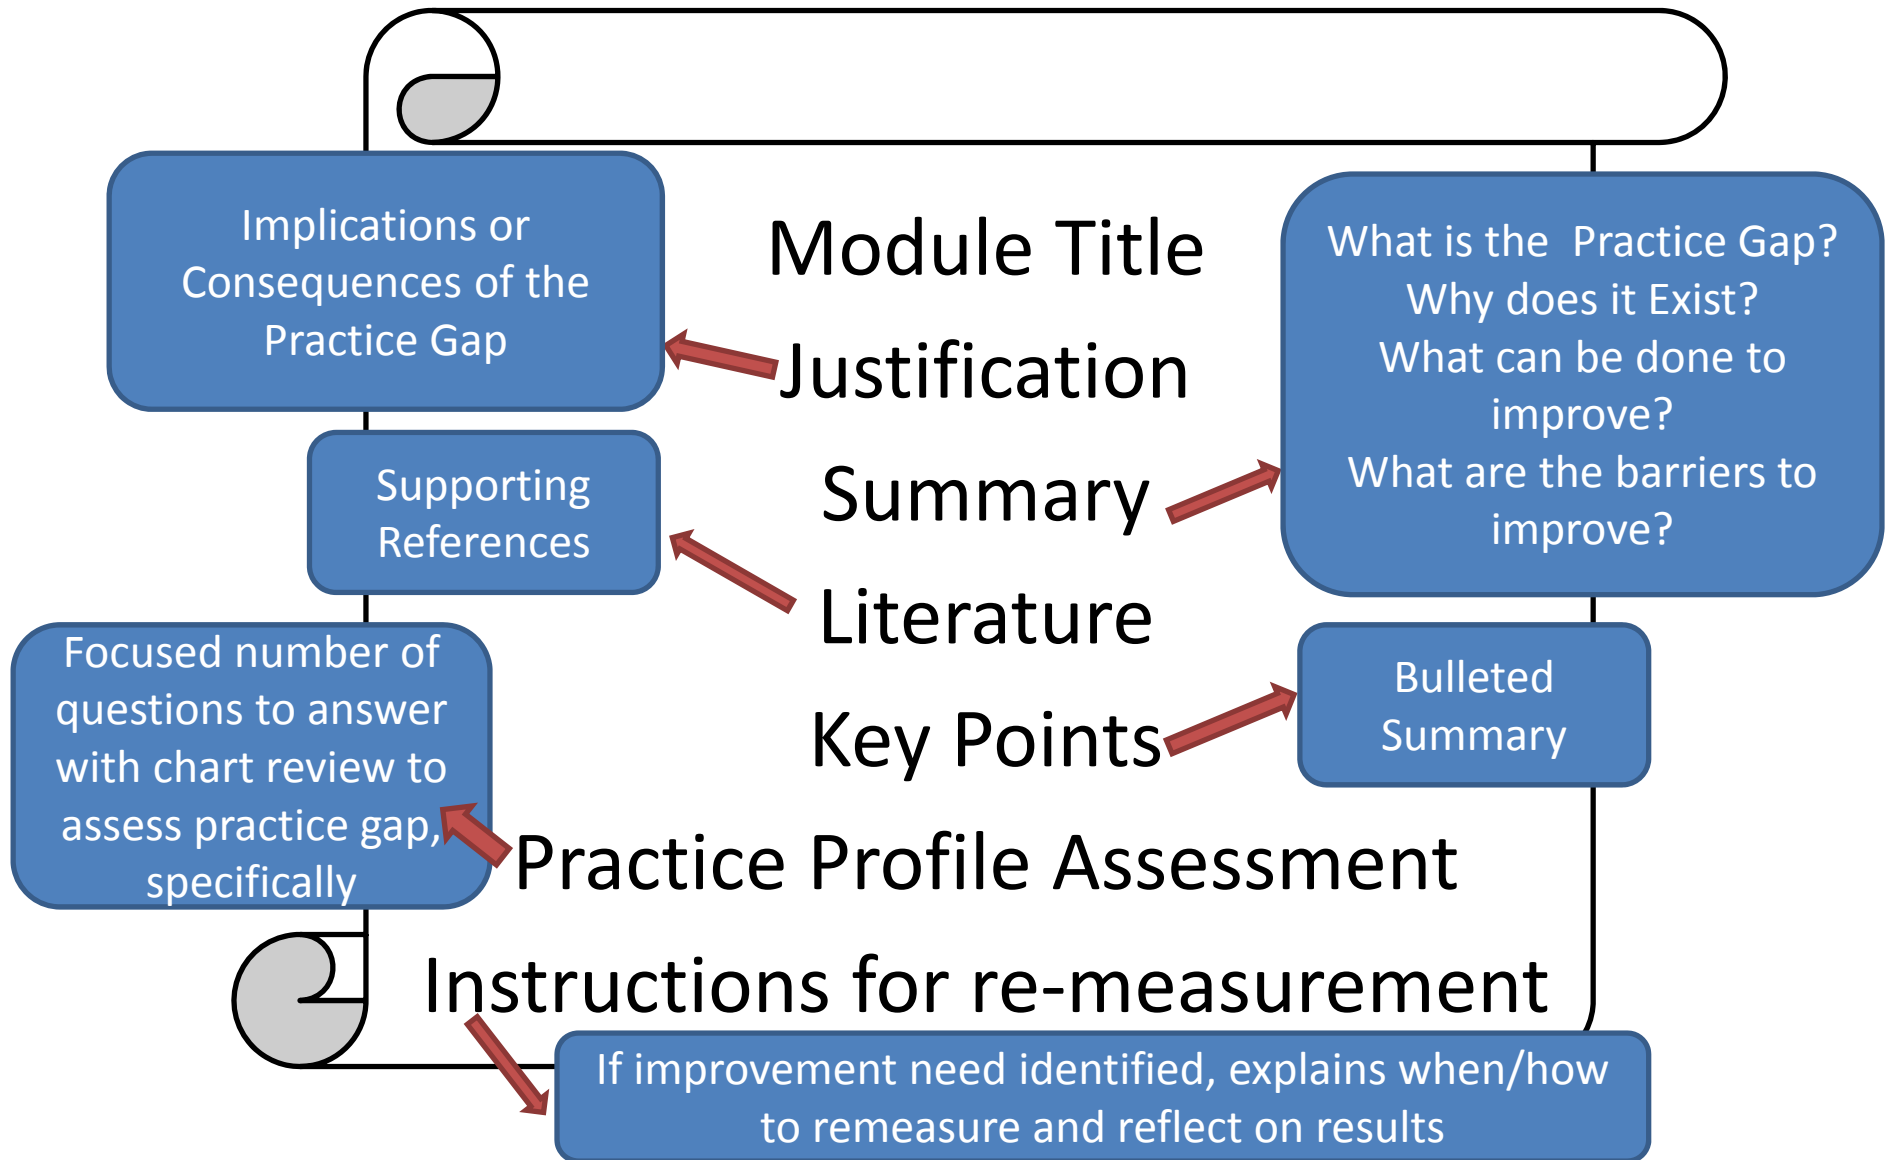 Module Title
Justification
Summary
Literature
Key Points
Practice Profile Assessment
Instructions for re-measurement
Implications or
Consequences of the
Practice Gap
Supporting
References
Focused number of
questions to answer
with chart review to
assess practice gap,
specifically
What is the  Practice Gap?
Why does it Exist?
What can be done to
improve?
What are the barriers to
improve?
Bulleted
Summary
If improvement need identified, explains when/how
to remeasure and reflect on results